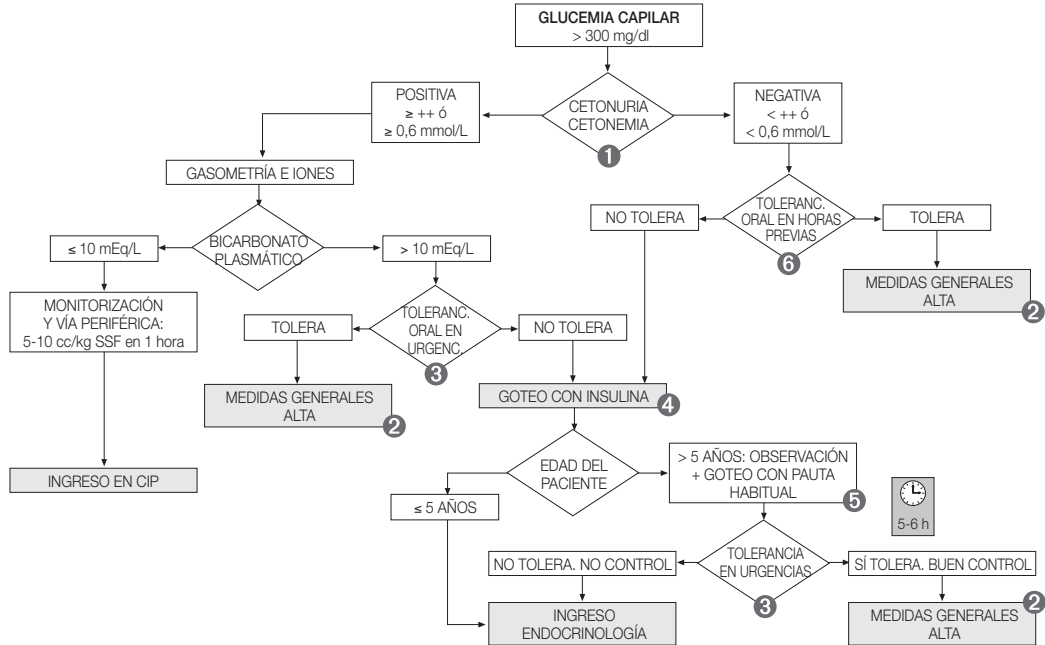 GLUCEMIA CAPILAR
> 300 mg/dl
POSITIVA
≥ ++ ó
≥ 0,6 mmol/L
CETONURIA
CETONEMIA
1
NEGATIVA
< ++ ó
< 0,6 mmol/L
GASOMETRÍA E IONES
NO TOLERA
TOLERANC.
ORAL EN HORAS
PREVIAS
6
TOLERA
≤ 10 mEq/L
BICARBONATO
PLASMÁTICO
> 10 mEq/L
MEDIDAS GENERALES
ALTA
2
MONITORIZACIÓN
Y VÍA PERIFÉRICA:
5-10 cc/kg SSF en 1 hora
TOLERA
TOLERANC.
ORAL EN
URGENC.
3
NO TOLERA
MEDIDAS GENERALES
ALTA
2
GOTEO CON INSULINA
4
INGRESO EN CIP
EDAD DEL
PACIENTE
> 5 AÑOS: OBSERVACIÓN
+ GOTEO CON PAUTA
HABITUAL
5
≤ 5 AÑOS
5-6 h
NO TOLERA. NO CONTROL
TOLERANCIA
EN URGENCIAS
3
SÍ TOLERA. BUEN CONTROL
INGRESO
ENDOCRINOLOGÍA
MEDIDAS GENERALES
ALTA
2